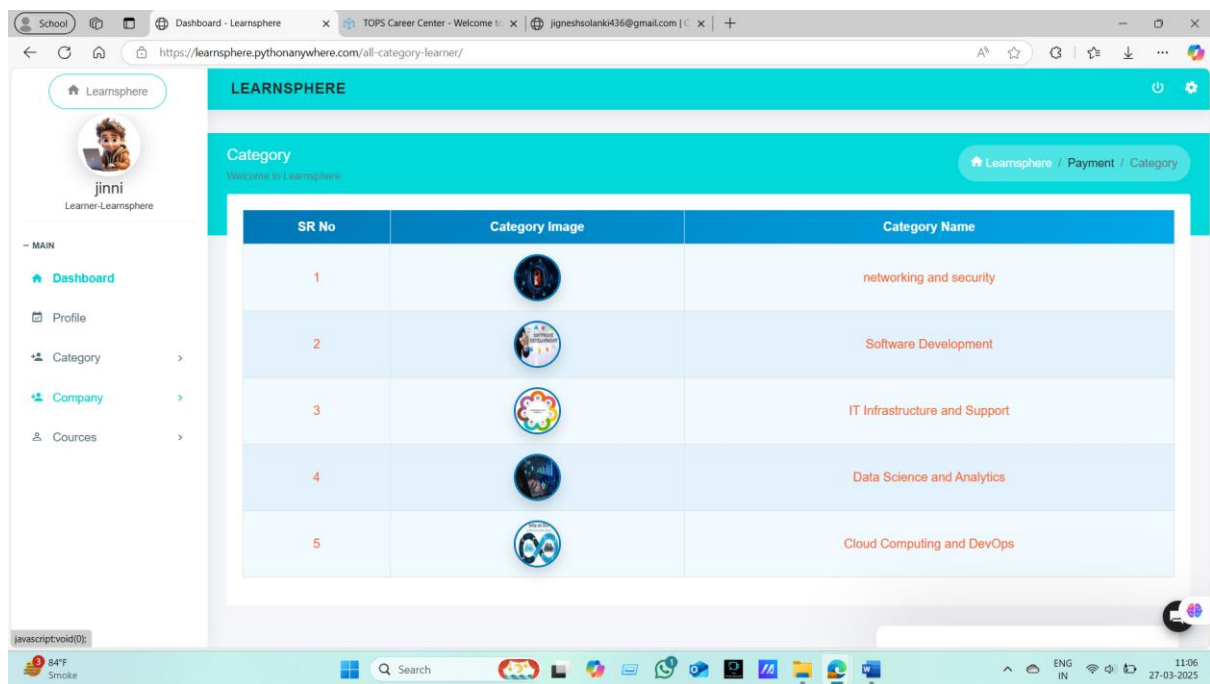 School
Dashboard - Learnsphere
TOPS Career Center - Welcome to
jigneshsolanki436@gmail.com | C
https://learnsphere.pythonanywhere.com/all-category-learner/
Learnsphere
LEARNSPHERE
jinni
Learner-Learnsphere
Category
Welcome to Learnsphere
Learnsphere / Payment / Category
-- MAIN
Dashboard
Profile
Category
Company
Cources
SR No Category Image Category Name
1 networking and security
2 Software Development
3 IT Infrastructure and Support
4 Data Science and Analytics
5 Cloud Computing and DevOps
javascript:void(0);
3
84°F
Smoke
Search
ENG
IN
11:06
27-03-2025